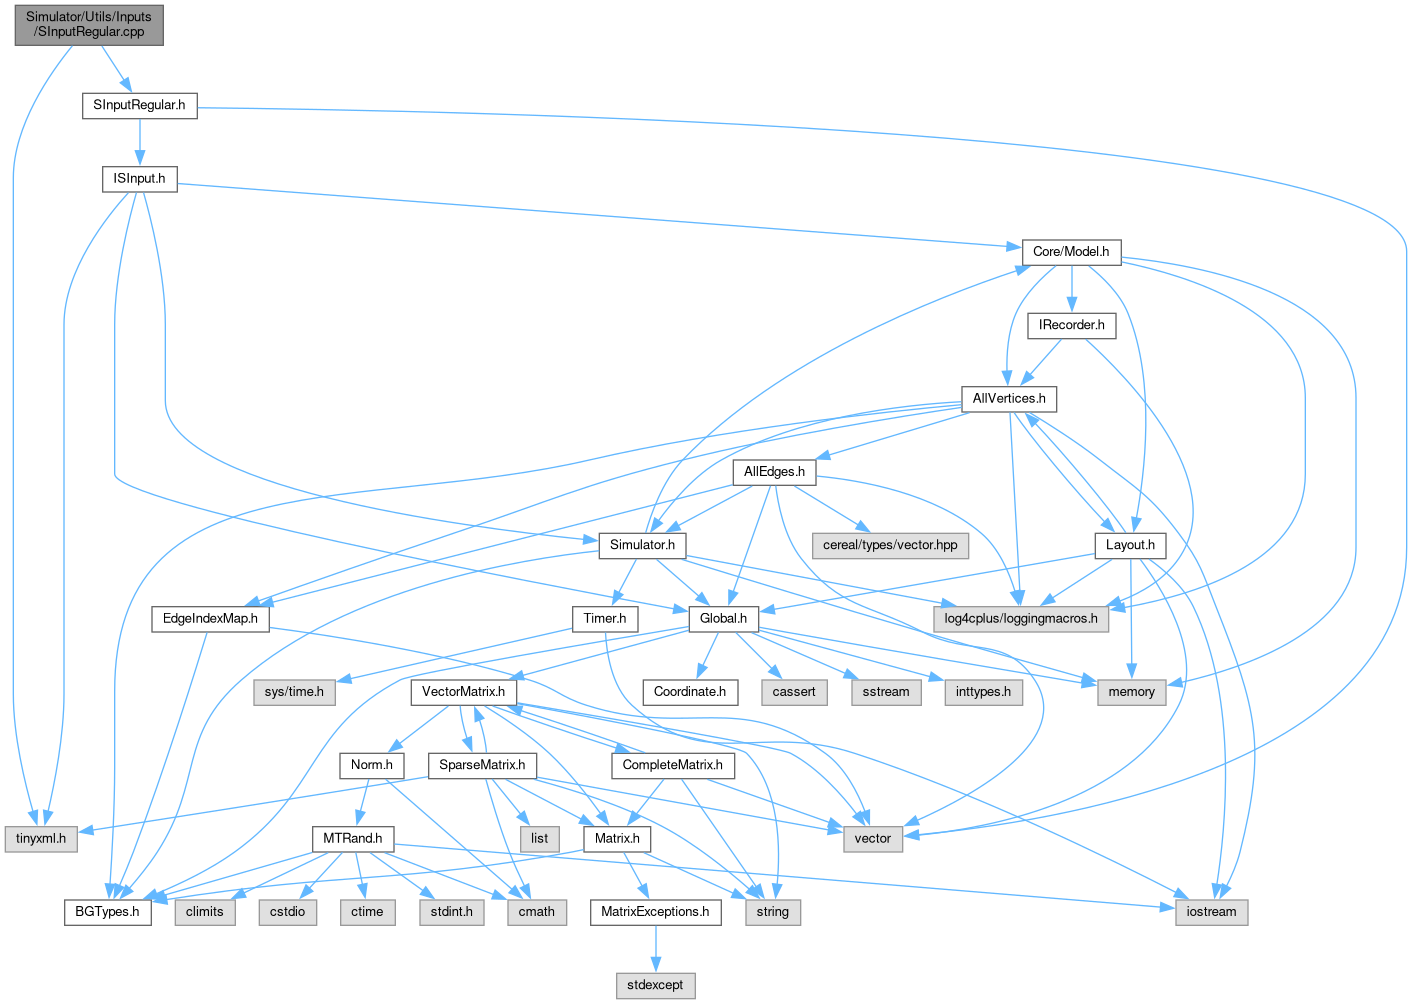 Simulator/Utils/Inputs
/SInputRegular.cpp
SInputRegular.h
ISInput.h
Core/Model.h
IRecorder.h
AllVertices.h
AllEdges.h
Simulator.h
cereal/types/vector.hpp
Layout.h
EdgeIndexMap.h
Timer.h
Global.h
log4cplus/loggingmacros.h
sys/time.h
VectorMatrix.h
Coordinate.h
cassert
sstream
inttypes.h
memory
Norm.h
SparseMatrix.h
CompleteMatrix.h
tinyxml.h
MTRand.h
list
Matrix.h
vector
BGTypes.h
climits
cstdio
ctime
stdint.h
cmath
MatrixExceptions.h
string
iostream
stdexcept